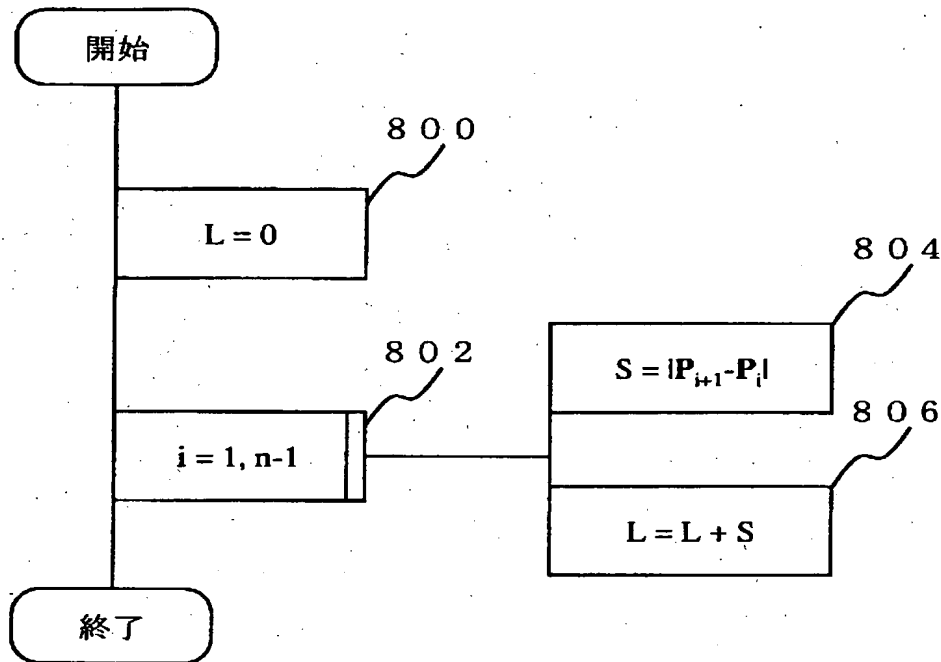 開始
８００
L = 0
８０４
S = |P_{i+1}-P_i|
８０２
i = 1, n-1
８０６
L = L + S
終了